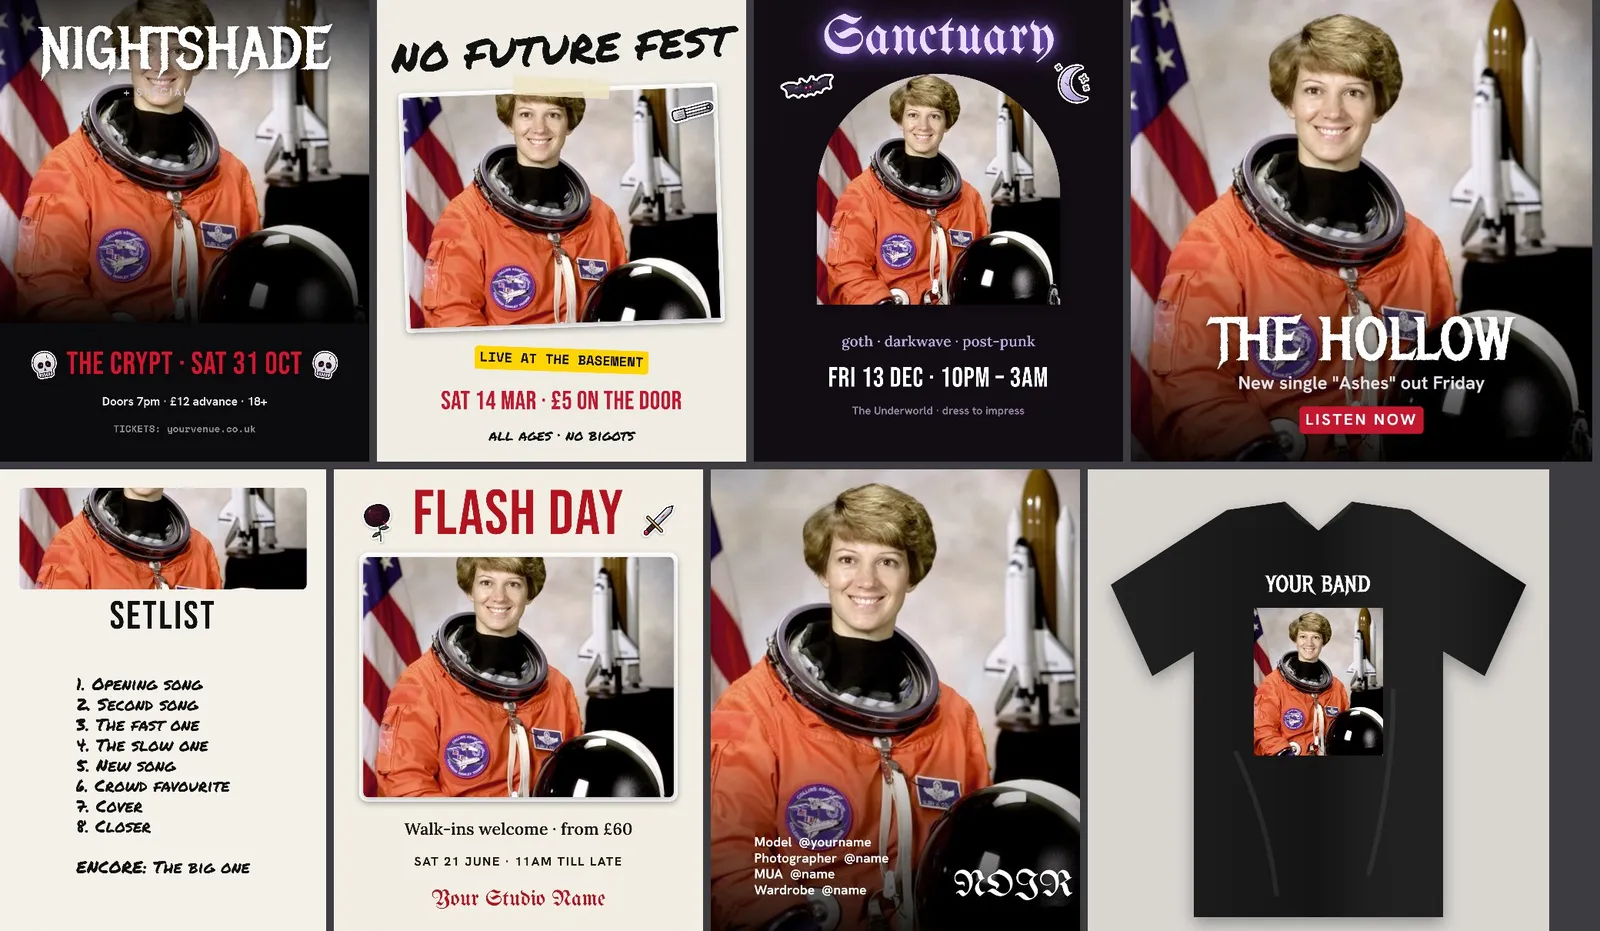 NIGHTSHADE
+ SPECIAL
THE CRYPT · SAT 31 OCT
Doors 7pm · £12 advance · 18+
TICKETS: yourvenue.co.uk
NO FUTURE FEST
LIVE AT THE BASEMENT
SAT 14 MAR · £5 ON THE DOOR
ALL AGES · NO BIGOTS
Sanctuary
goth · darkwave · post-punk
FRI 13 DEC · 10PM – 3AM
The Underworld · dress to impress
THE HOLLOW
New single "Ashes" out Friday
LISTEN NOW
SETLIST
1. OPENING SONG
2. SECOND SONG
3. THE FAST ONE
4. THE SLOW ONE
5. NEW SONG
6. CROWD FAVOURITE
7. COVER
8. CLOSER
ENCORE: THE BIG ONE
FLASH DAY
Walk-ins welcome · from £60
SAT 21 JUNE · 11AM TILL LATE
Your Studio Name
Model @yourname
Photographer @name
MUA @name
Wardrobe @name
NOIR
YOUR BAND